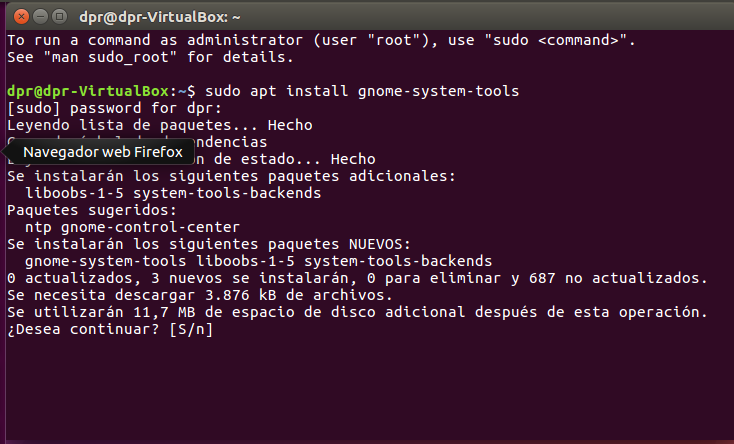 dpr@dpr-VirtualBox: ~
To run a command as administrator (user "root"), use "sudo <command>".
See "man sudo_root" for details.
dpr@dpr-VirtualBox:~$ sudo apt install gnome-system-tools
[sudo] password for dpr:
Leyendo lista de paquetes... Hecho
ndencias
Navegador web Firefox
n de estado... Hecho
Se instalarán los siguientes paquetes adicionales:
liboobs-1-5 system-tools-backends
Paquetes sugeridos:
ntp gnome-control-center
Se instalarán los siguientes paquetes NUEVOS:
gnome-system-tools liboobs-1-5 system-tools-backends
0 actualizados, 3 nuevos se instalarán, 0 para eliminar y 687 no actualizados.
Se necesita descargar 3.876 kB de archivos.
Se utilizarán 11,7 MB de espacio de disco adicional después de esta operación.
¿Desea continuar? [S/n]